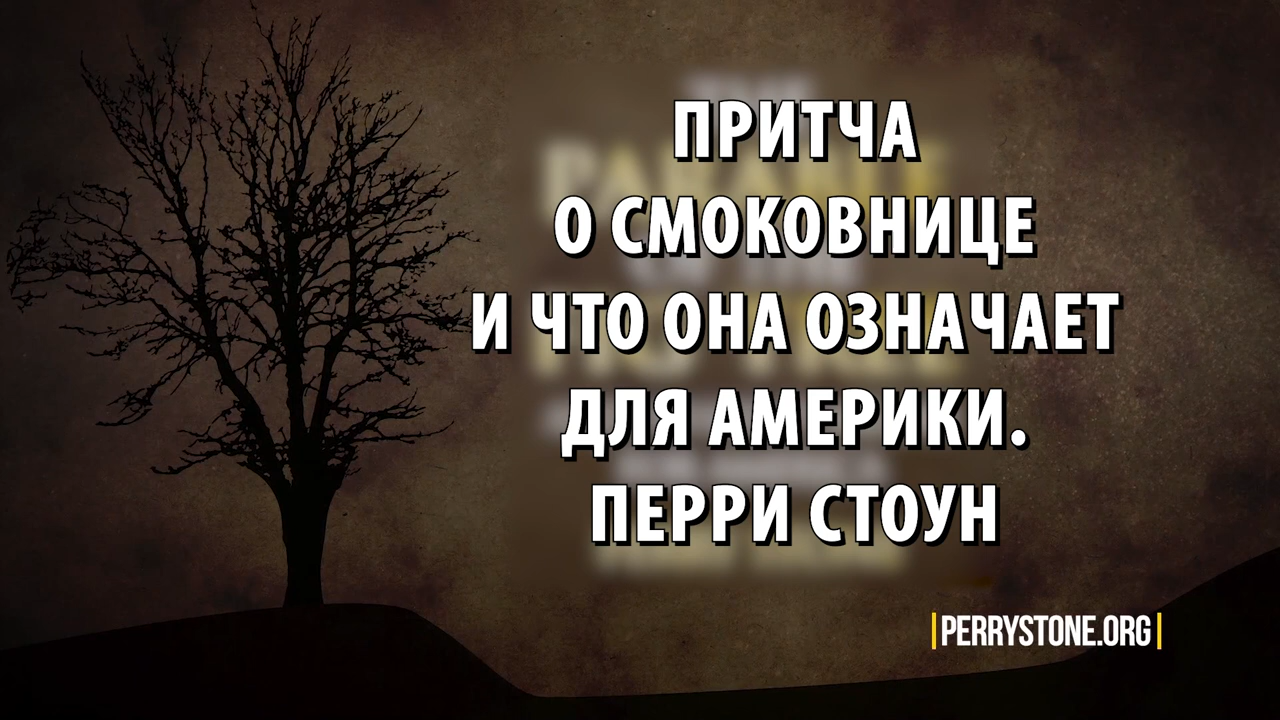 ПРИТЧА
О СМОКОВНИЦЕ
И ЧТО ОНА ОЗНАЧАЕТ
ДЛЯ АМЕРИКИ.
ПЕРРИ СТОУН
|PERRYSTONE.ORG|